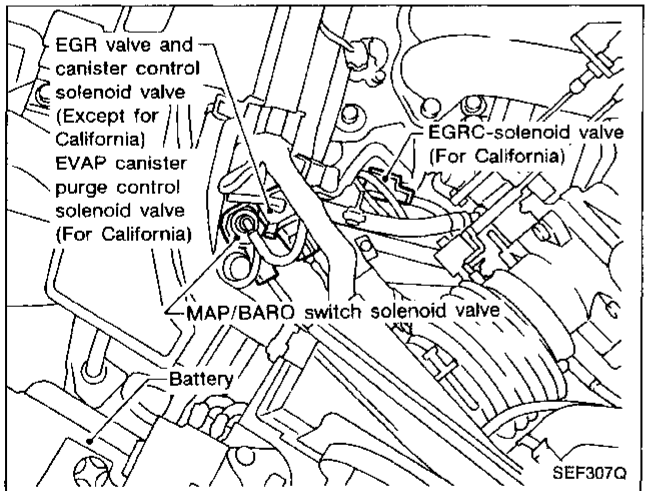 EGR valve and
canister control
solenoid valve
(Except for
California)
EVAP canister
purge control
solenoid valve
(For California)
EGRC-solenoid valve
(For California)
MAP/BARO switch solenoid valve
Battery
SEF307Q